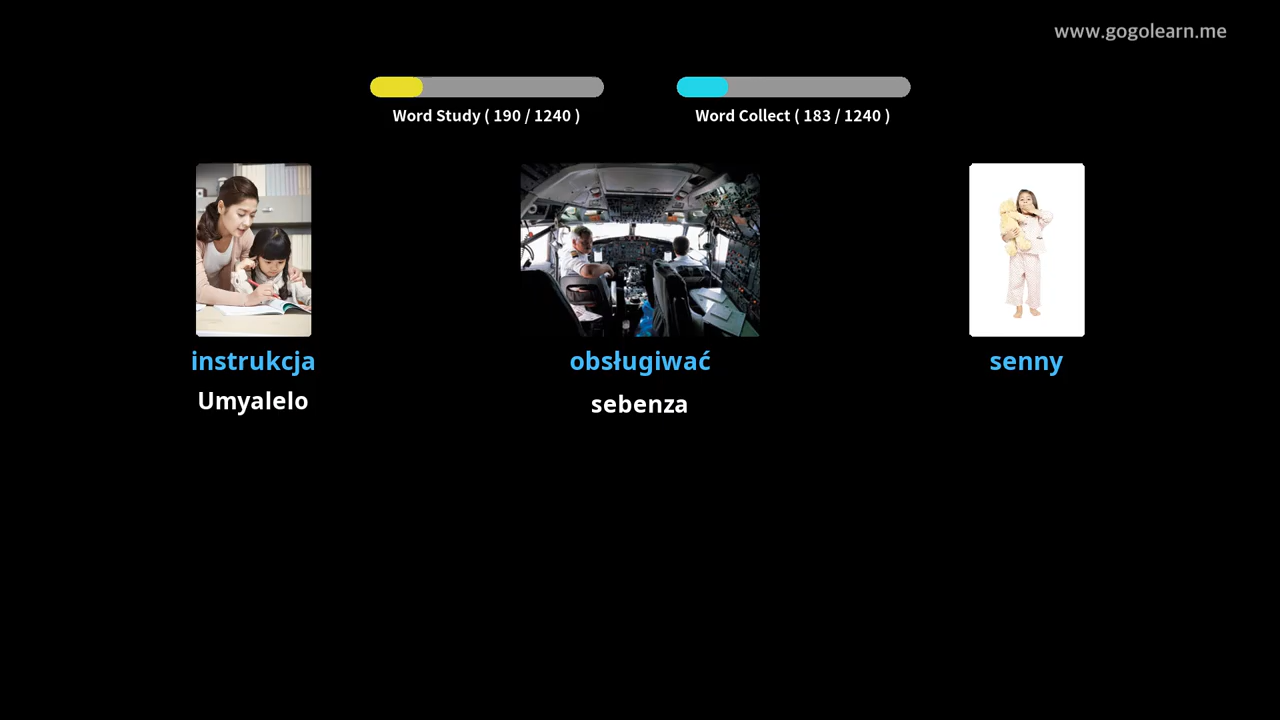 www.gogolearn.me
Word Study ( 190 / 1240 )
Word Collect ( 183 / 1240 )
instrukcja
Umyalelo
obsługiwać
sebenza
senny